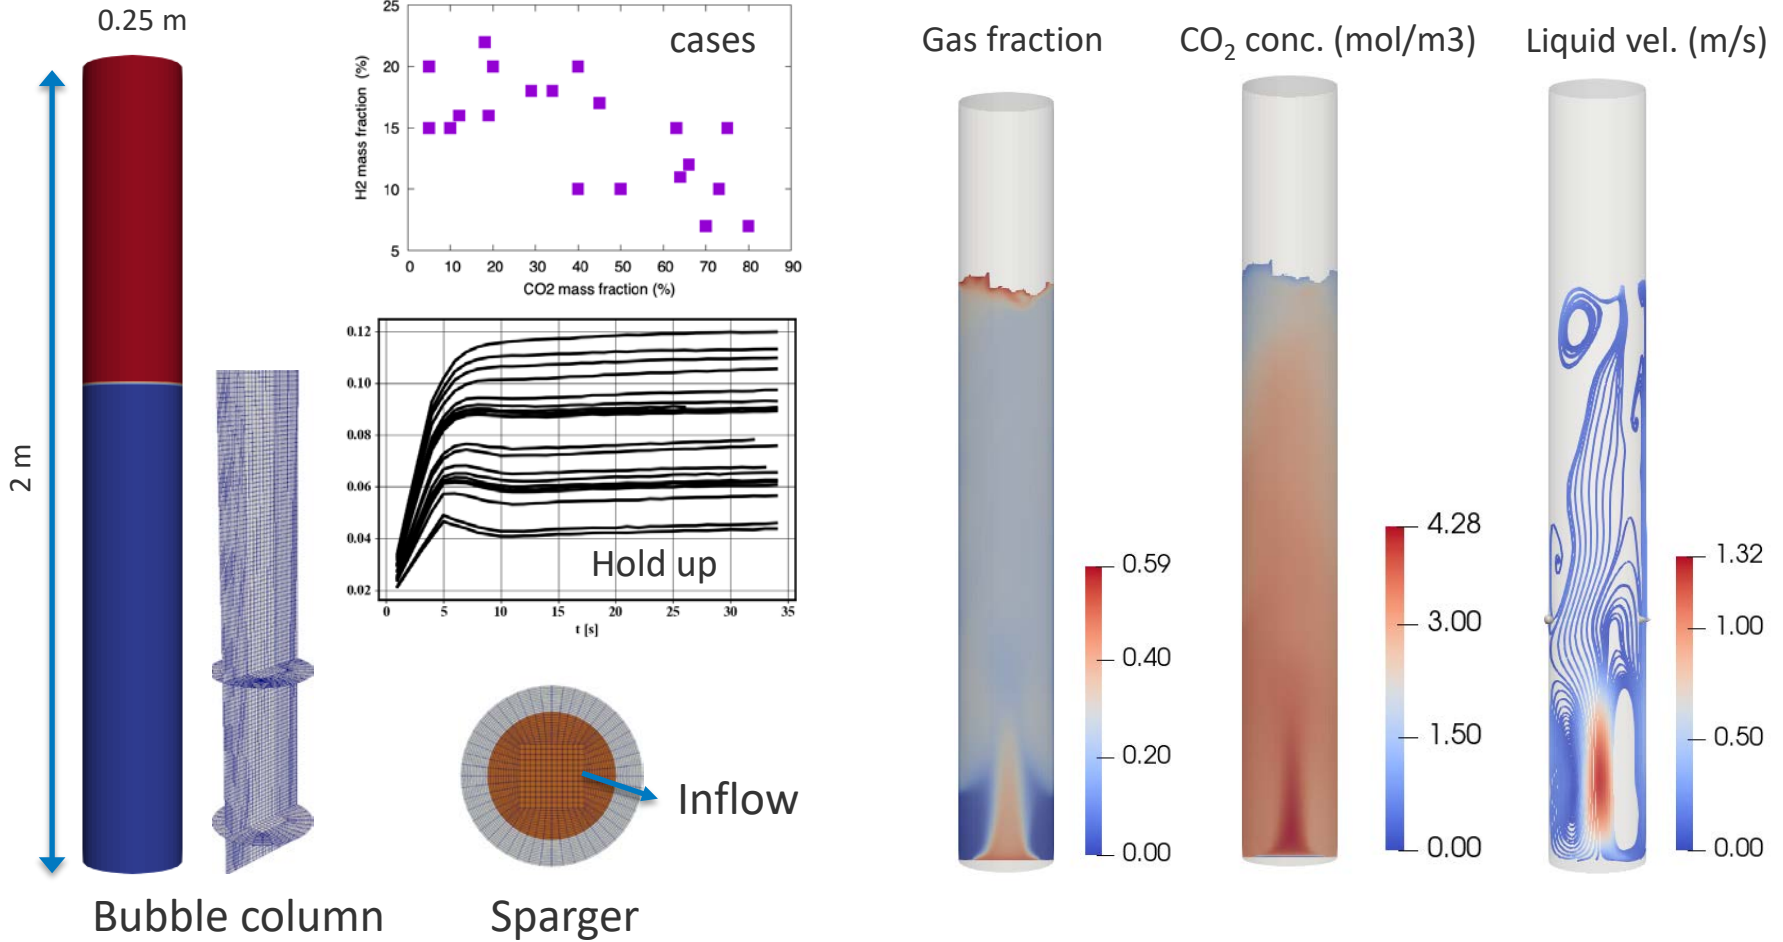 0.25 m
2 m
Bubble column
25
20
15
10
5
H2 mass fraction (%)
cases
0 10 20 30 40 50 60 70 80 90
CO2 mass fraction (%)
0.12
0.10
0.08
0.06
0.04
0.02
Hold up
0 5 10 15 20 25 30 35
t [s]
Inflow
Sparger
Gas fraction
0.59
0.40
0.20
0.00
CO2 conc. (mol/m3)
4.28
3.00
1.50
0.00
Liquid vel. (m/s)
1.32
1.00
0.50
0.00